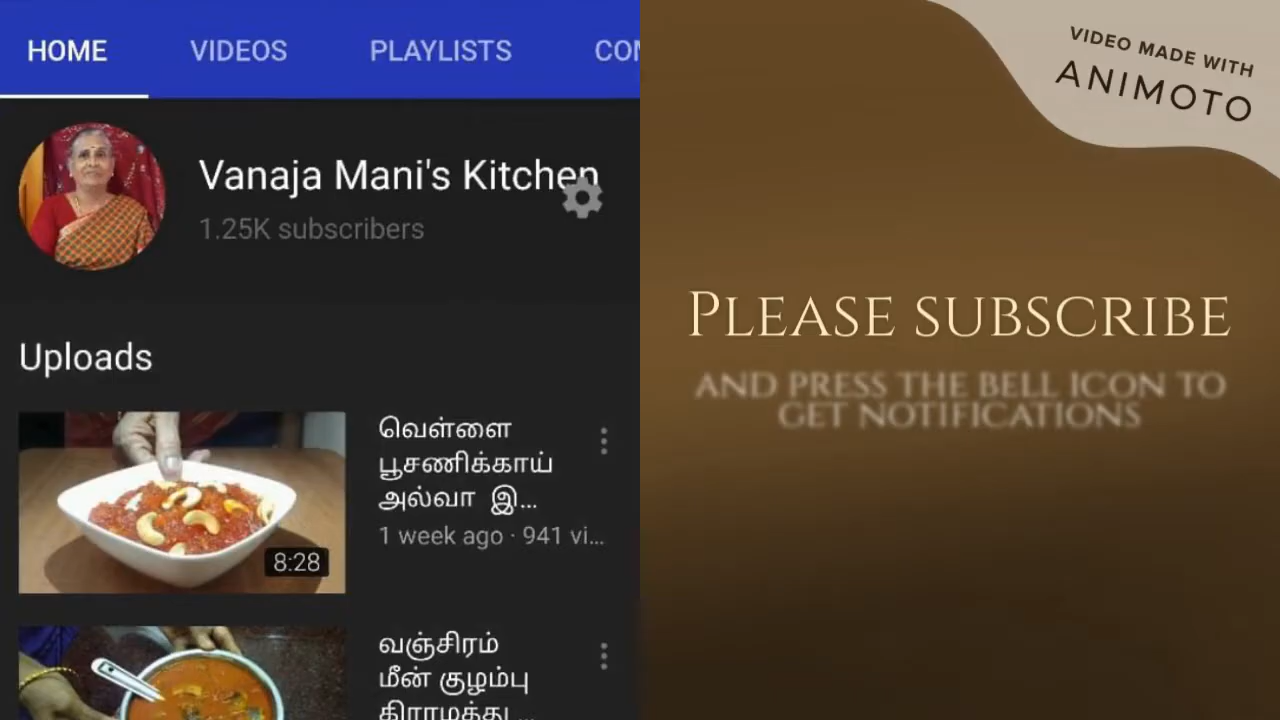 HOME VIDEOS PLAYLISTS
Vanaja Mani's Kitchen
1.25K subscribers
Uploads
வெள்ளை
பூசணிக்காய்
அல்வா இ...
1 week ago · 941 vi...
8:28
வஞ்சிரம்
மீன் குழம்பு
VIDEO MADE WITH
ANIMOTO
PLEASE SUBSCRIBE
AND PRESS THE BELL ICON TO
GET NOTIFICATIONS